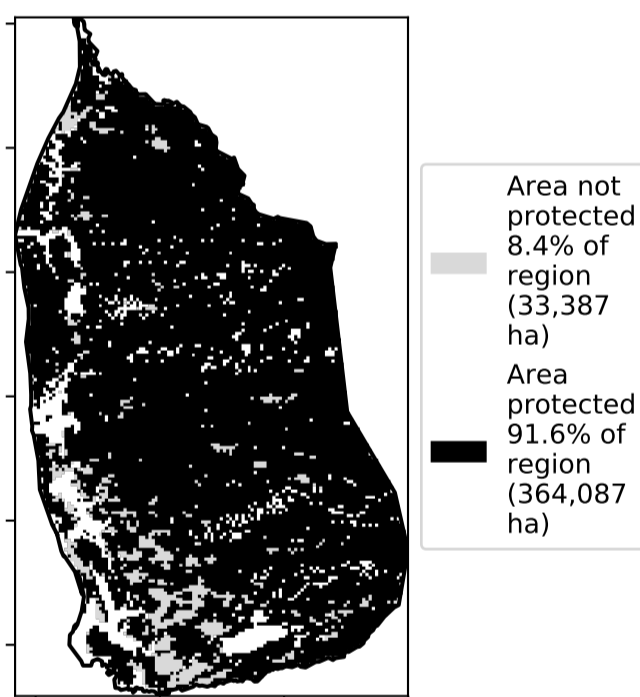 Area not
protected
8.4% of
region
(33,387
ha)
Area
protected
91.6% of
region
(364,087
ha)